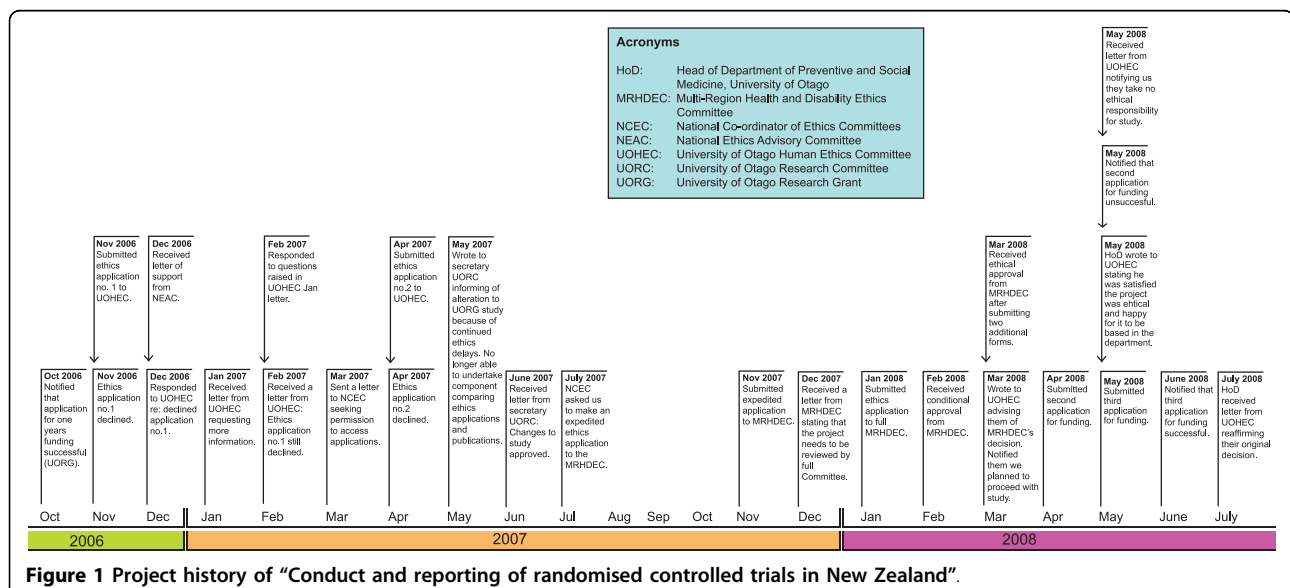 Acronyms
HoD: Head of Department of Preventive and Social
Medicine, University of Otago
MRHDEC: Multi-Region Health and Disability Ethics
Committee
NCEC: National Co-ordinator of Ethics Committees
NEAC: National Ethics Advisory Committee
UOHEC: University of Otago Human Ethics Committee
UORC: University of Otago Research Committee
UORG: University of Otago Research Grant
Oct 2006
Notified
that
application
for one
years
funding
successful
(UORG).
Nov 2006
Submitted
ethics
application
no. 1 to
UOHEC.
Nov 2006
Ethics
application
no.1
declined.
Dec 2006
Received
letter of
support
from
NEAC.
Dec 2006
Responded
to UOHEC
re: declined
application
no.1.
Jan 2007
Received
letter from
UOHEC
requesting
more
information.
Feb 2007
Responded
to questions
raised in
UOHEC Jan
letter.
Feb 2007
Received a
letter from
UOHEC:
Ethics
application
no.1 still
declined.
Mar 2007
Sent a letter
to NCEC
seeking
permission
to access
applications.
Apr 2007
Submitted
ethics
application
no.2 to
UOHEC.
Apr 2007
Ethics
application
no.2
declined.
May 2007
Wrote to
secretary
UORC
informing of
alteration to
UORG study
because of
continued
ethics
delays. No
longer able
to undertake
component
comparing
ethics
applications
and
publications.
June 2007
Received
letter from
secretary
UORC:
Changes to
study
approved.
July 2007
NCEC
asked us
to make an
expedited
ethics
application
to the
MRHDEC.
Nov 2007
Submitted
expedited
application
to MRHDEC.
Dec 2007
Received a
letter from
MRHDEC
stating that
the project
needs to be
reviewed by
full
Committee.
Jan 2008
Submitted
ethics
application
to full
MRHDEC.
Feb 2008
Received
conditional
approval
from
MRHDEC.
Mar 2008
Received
ethical
approval
from
MRHDEC
after
submitting
two
additional
forms.
Mar 2008
Wrote to
UOHEC
advising
them of
MRHDEC's
decision.
Notified
them we
planned to
proceed with
study.
Apr 2008
Submitted
second
application
for funding.
May 2008
Received
letter from
UOHEC
notifying us
they take no
ethical
responsibility
for study.
May 2008
Notified that
second
application
for funding
unsuccesful.
May 2008
HoD wrote to
UOHEC
stating he
was satisfied
the project
was ehtical
and happy
for it to be
based in the
department.
May 2008
Submitted
third
application
for funding.
June 2008
Notified that
third
application
for funding
successful.
July 2008
HoD
received
letter from
UOHEC
reaffirming
their original
decision.
Oct Nov Dec Jan Feb Mar Apr May Jun Jul Aug Sep Oct Nov Dec Jan Feb Mar Apr May June July
2006 2007 2008
Figure 1 Project history of “Conduct and reporting of randomised controlled trials in New Zealand”.